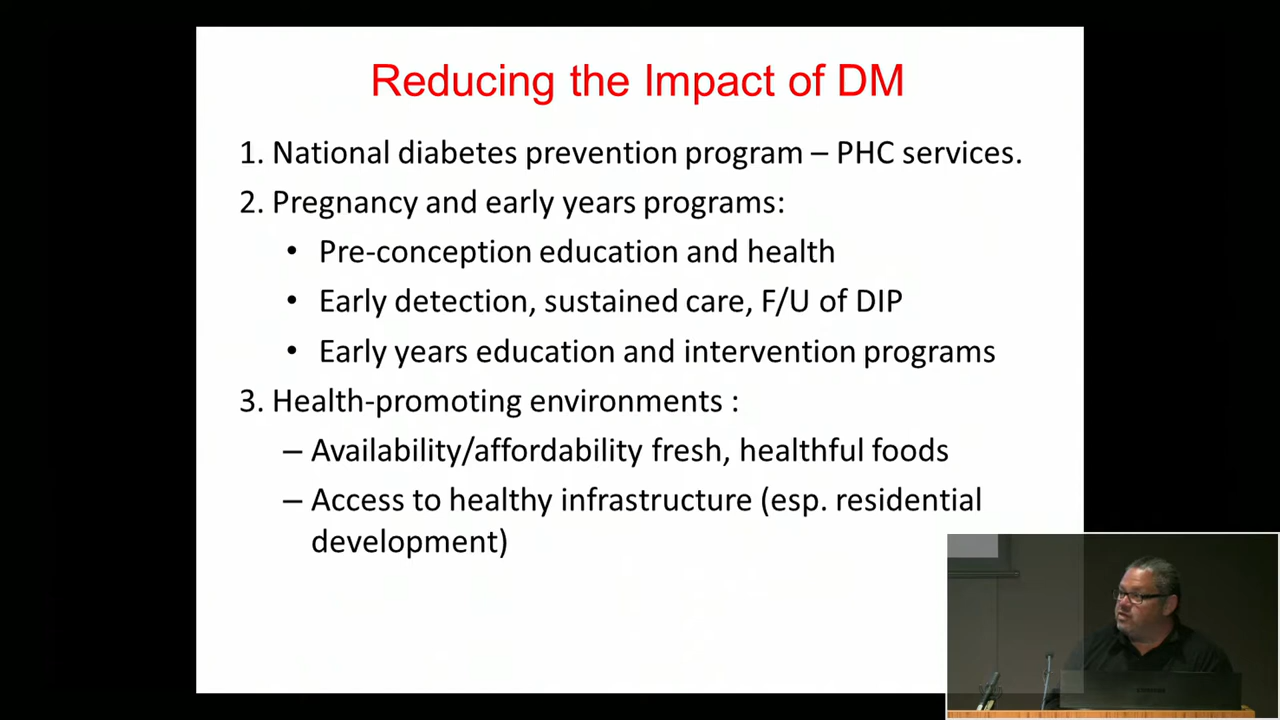 Reducing the Impact of DM
1. National diabetes prevention program – PHC services.
2. Pregnancy and early years programs:
• Pre-conception education and health
• Early detection, sustained care, F/U of DIP
• Early years education and intervention programs
3. Health-promoting environments :
– Availability/affordability fresh, healthful foods
– Access to healthy infrastructure (esp. residential
development)